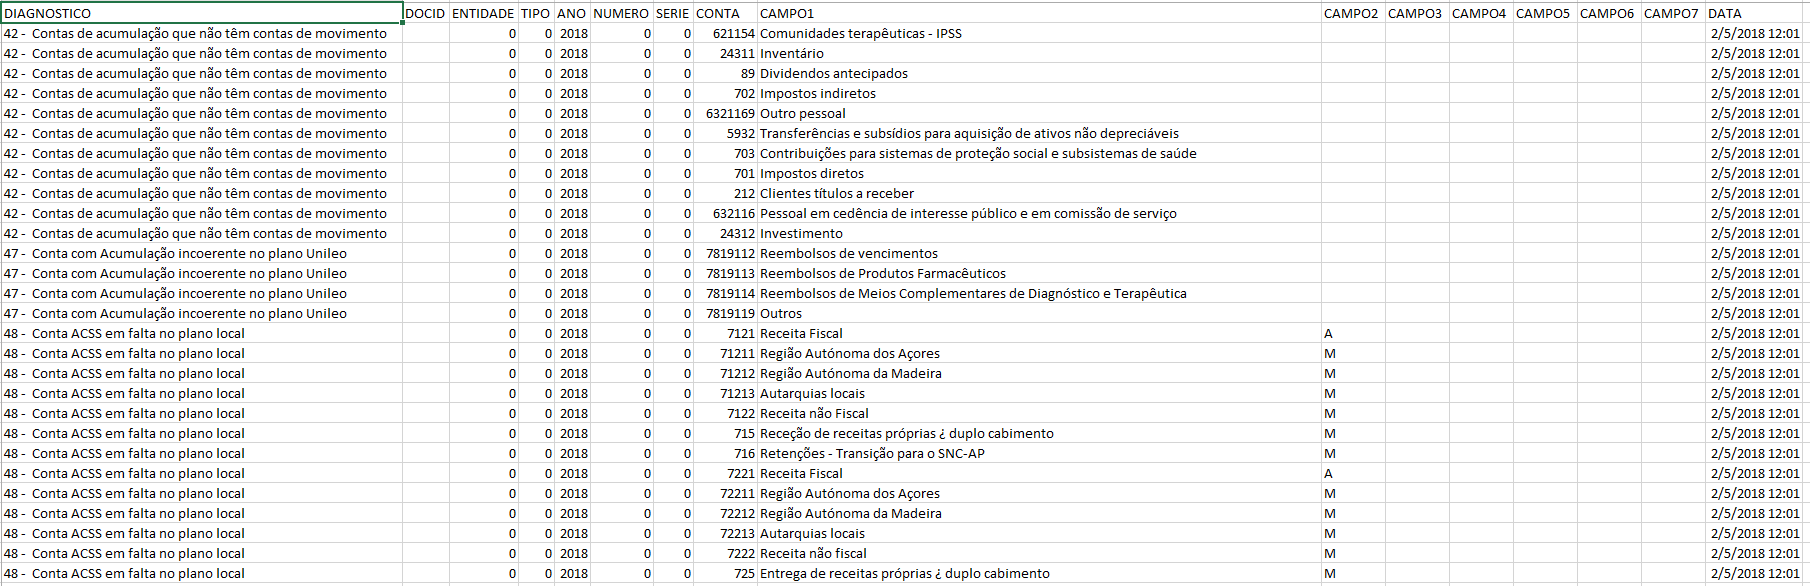 DIAGNOSTICO DOCID ENTIDADE TIPO ANO NUMERO SERIE CONTA CAMPO1 CAMPO2 CAMPO3 CAMPO4 CAMPO5 CAMPO6 CAMPO7 DATA
42 - Contas de acumulação que não têm contas de movimento 0 0 2018 0 0 621154 Comunidades terapêuticas - IPSS 2/5/2018 12:01
42 - Contas de acumulação que não têm contas de movimento 0 0 2018 0 0 24311 Inventário 2/5/2018 12:01
42 - Contas de acumulação que não têm contas de movimento 0 0 2018 0 0 89 Dividendos antecipados 2/5/2018 12:01
42 - Contas de acumulação que não têm contas de movimento 0 0 2018 0 0 702 Impostos indiretos 2/5/2018 12:01
42 - Contas de acumulação que não têm contas de movimento 0 0 2018 0 0 6321169 Outro pessoal 2/5/2018 12:01
42 - Contas de acumulação que não têm contas de movimento 0 0 2018 0 0 5932 Transferências e subsídios para aquisição de ativos não depreciáveis 2/5/2018 12:01
42 - Contas de acumulação que não têm contas de movimento 0 0 2018 0 0 703 Contribuições para sistemas de proteção social e subsistemas de saúde 2/5/2018 12:01
42 - Contas de acumulação que não têm contas de movimento 0 0 2018 0 0 701 Impostos diretos 2/5/2018 12:01
42 - Contas de acumulação que não têm contas de movimento 0 0 2018 0 0 212 Clientes títulos a receber 2/5/2018 12:01
42 - Contas de acumulação que não têm contas de movimento 0 0 2018 0 0 632116 Pessoal em cedência de interesse público e em comissão de serviço 2/5/2018 12:01
42 - Contas de acumulação que não têm contas de movimento 0 0 2018 0 0 24312 Investimento 2/5/2018 12:01
47 - Conta com Acumulação incoerente no plano Unileo 0 0 2018 0 0 7819112 Reembolsos de vencimentos 2/5/2018 12:01
47 - Conta com Acumulação incoerente no plano Unileo 0 0 2018 0 0 7819113 Reembolsos de Produtos Farmacêuticos 2/5/2018 12:01
47 - Conta com Acumulação incoerente no plano Unileo 0 0 2018 0 0 7819114 Reembolsos de Meios Complementares de Diagnóstico e Terapêutica 2/5/2018 12:01
47 - Conta com Acumulação incoerente no plano Unileo 0 0 2018 0 0 7819119 Outros 2/5/2018 12:01
48 - Conta ACSS em falta no plano local 0 0 2018 0 0 7121 Receita Fiscal A 2/5/2018 12:01
48 - Conta ACSS em falta no plano local 0 0 2018 0 0 71211 Região Autónoma dos Açores M 2/5/2018 12:01
48 - Conta ACSS em falta no plano local 0 0 2018 0 0 71212 Região Autónoma da Madeira M 2/5/2018 12:01
48 - Conta ACSS em falta no plano local 0 0 2018 0 0 71213 Autarquias locais M 2/5/2018 12:01
48 - Conta ACSS em falta no plano local 0 0 2018 0 0 7122 Receita não Fiscal M 2/5/2018 12:01
48 - Conta ACSS em falta no plano local 0 0 2018 0 0 715 Receção de receitas próprias ¿ duplo cabimento M 2/5/2018 12:01
48 - Conta ACSS em falta no plano local 0 0 2018 0 0 716 Retenções - Transição para o SNC-AP M 2/5/2018 12:01
48 - Conta ACSS em falta no plano local 0 0 2018 0 0 7221 Receita Fiscal A 2/5/2018 12:01
48 - Conta ACSS em falta no plano local 0 0 2018 0 0 72211 Região Autónoma dos Açores M 2/5/2018 12:01
48 - Conta ACSS em falta no plano local 0 0 2018 0 0 72212 Região Autónoma da Madeira M 2/5/2018 12:01
48 - Conta ACSS em falta no plano local 0 0 2018 0 0 72213 Autarquias locais M 2/5/2018 12:01
48 - Conta ACSS em falta no plano local 0 0 2018 0 0 7222 Receita não fiscal M 2/5/2018 12:01
48 - Conta ACSS em falta no plano local 0 0 2018 0 0 725 Entrega de receitas próprias ¿ duplo cabimento M 2/5/2018 12:01